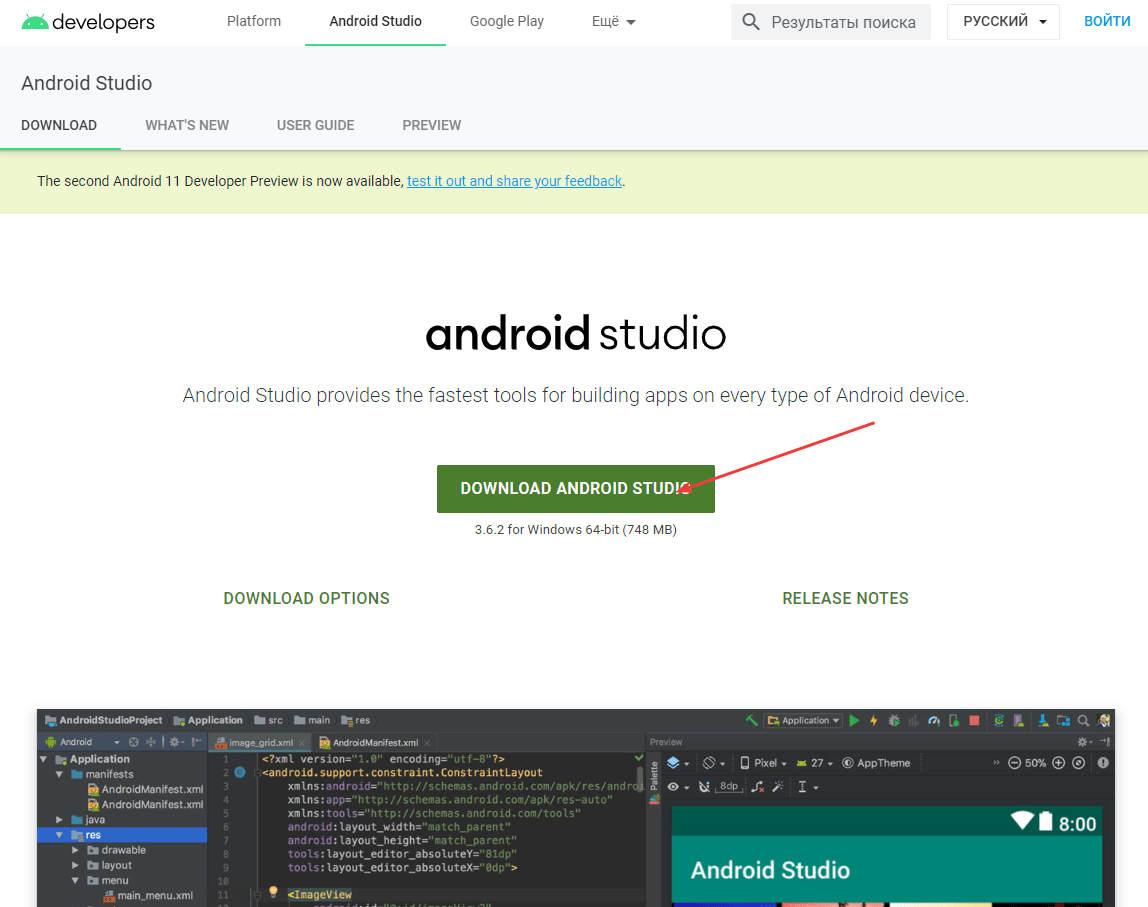 developers
Platform
Android Studio
Google Play
Ещё
Результаты поиска
РУССКИЙ
ВОЙТИ
Android Studio
DOWNLOAD
WHAT'S NEW
USER GUIDE
PREVIEW
The second Android 11 Developer Preview is now available, test it out and share your feedback.
android studio
Android Studio provides the fastest tools for building apps on every type of Android device.
DOWNLOAD ANDROID STUDIO
3.6.2 for Windows 64-bit (748 MB)
DOWNLOAD OPTIONS
RELEASE NOTES
AndroidStudioProject
Application
src
main
res
Application
Android
image_grid.xml
AndroidManifest.xml
Preview
Application
manifests
AndroidManifest.xml
AndroidManifest.xml
java
res
drawable
layout
menu
main_menu.xml
1 <?xml version="1.0" encoding="utf-8"?>
2 <android.support.constraint.ConstraintLayout
3 xmlns:android="http://schemas.android.com/apk/res/androi
4 xmlns:app="http://schemas.android.com/apk/res-auto"
5 xmlns:tools="http://schemas.android.com/tools"
6 android:layout_width="match_parent"
7 android:layout_height="match_parent"
8 tools:layout_editor_absoluteY="81dp"
9 tools:layout_editor_absoluteX="0dp">
10
11 <ImageView
Palette
Pixel
27
AppTheme
50%
8dp
8:00
Android Studio